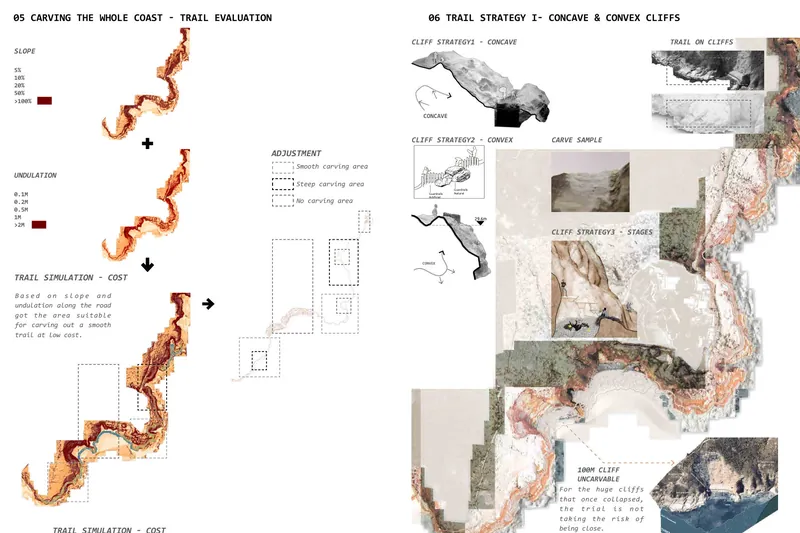 05 CARVING THE WHOLE COAST - TRAIL EVALUATION
SLOPE
5%
10%
20%
50%
>100%
UNDULATION
0.1M
0.2M
0.5M
1M
>2M
TRAIL SIMULATION - COST
Based on slope and
undulation along the road
got the area suitable
for carving out a smooth
trail at low cost.
ADJUSTMENT
Smooth carving area
Steep carving area
No carving area
TRAIL SIMULATION - COST
06 TRAIL STRATEGY I- CONCAVE & CONVEX CLIFFS
CLIFF STRATEGY1 - CONCAVE
CONCAVE
TRAIL ON CLIFFS
CLIFF STRATEGY2 - CONVEX
CONVEX
CARVE SAMPLE
CLIFF STRATEGY3 - STAGES
100M CLIFF
UNCARVABLE
For the huge cliffs
that once collapsed,
the trial is not
taking the risk of
being close.